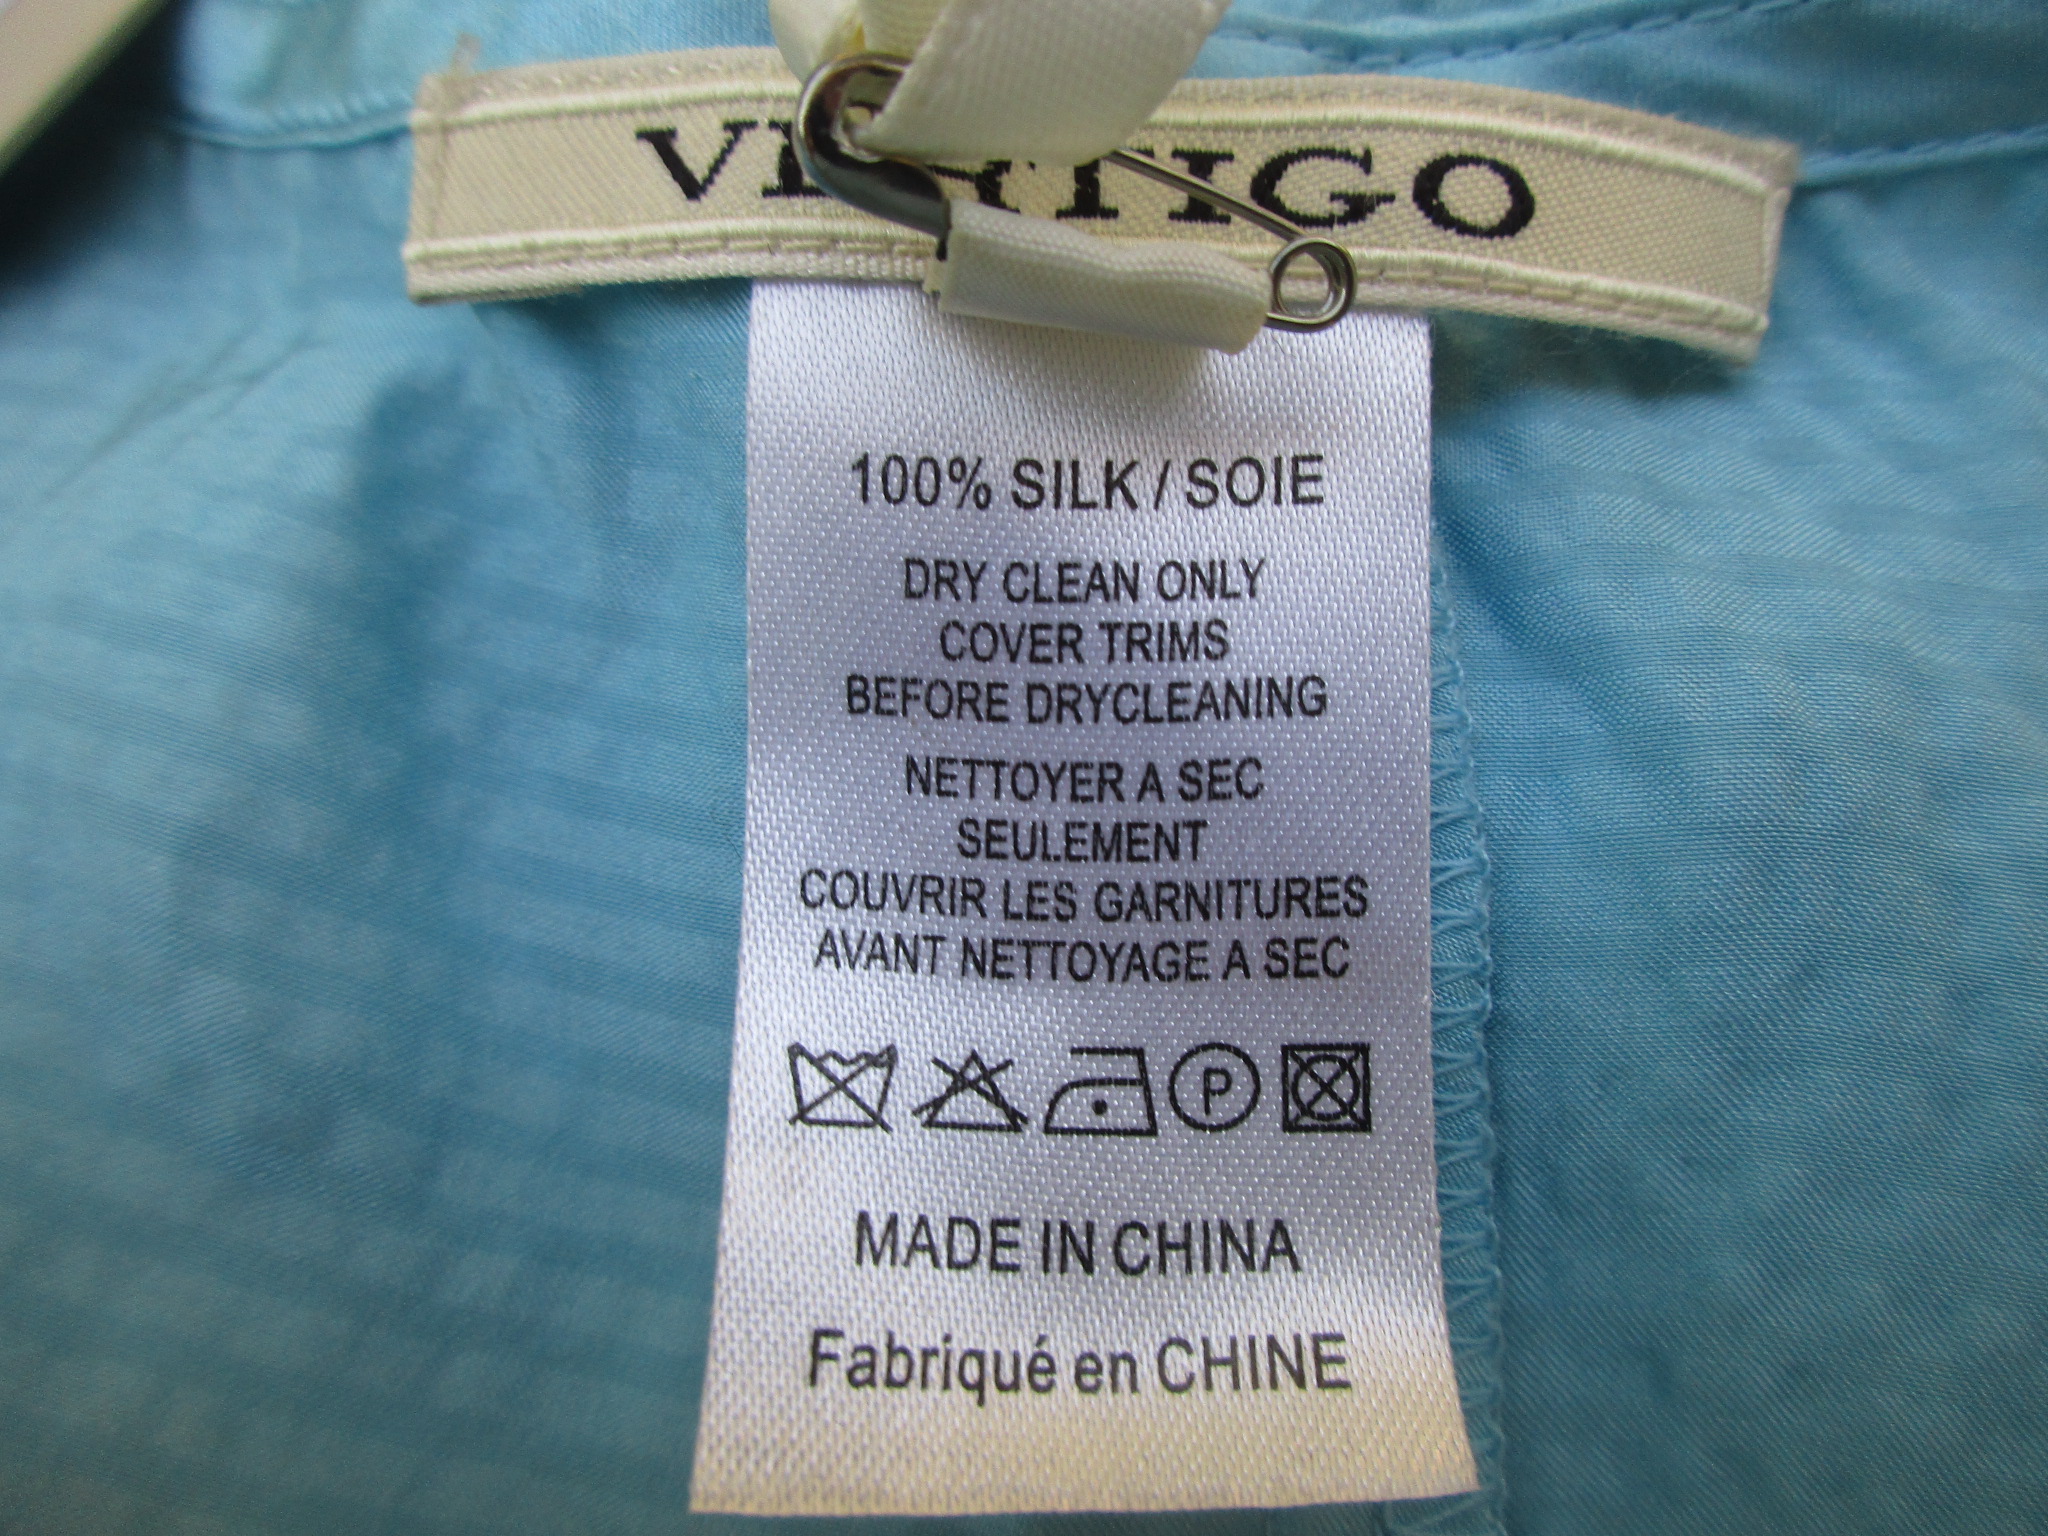 VERTIGO
100% SILK / SOIE
DRY CLEAN ONLY
COVER TRIMS
BEFORE DRYCLEANING
NETTOYER A SEC
SEULEMENT
COUVRIR LES GARNITURES
AVANT NETTOYAGE A SEC
P
MADE IN CHINA
Fabriqué en CHINE